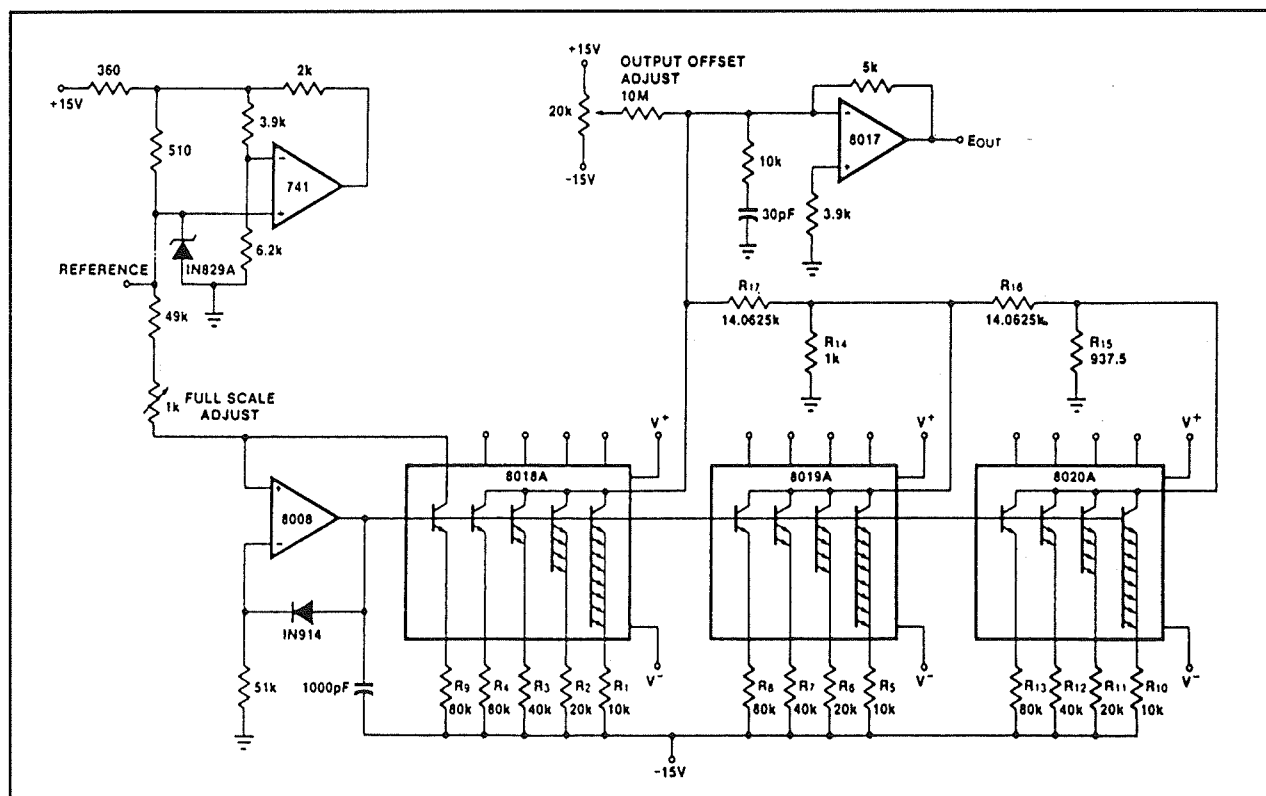 360
2k
+15V
3.9k
510
−
741
+
IN829A
6.2k
REFERENCE
49k
1k
FULL SCALE
ADJUST
+15V
OUTPUT OFFSET
ADJUST
10M
20k
−15V
5k
−
8017
+
EOUT
10k
30pF
3.9k
R17
14.0625k
R16
14.0625k
R14
1k
R15
937.5
+
8008
−
IN914
51k
1000pF
8018A
V+
8019A
V+
8020A
V+
V−
V−
V−
R9
80k
R4
80k
R3
40k
R2
20k
R1
10k
R8
80k
R7
40k
R6
20k
R5
10k
R13
80k
R12
40k
R11
20k
R10
10k
−15V